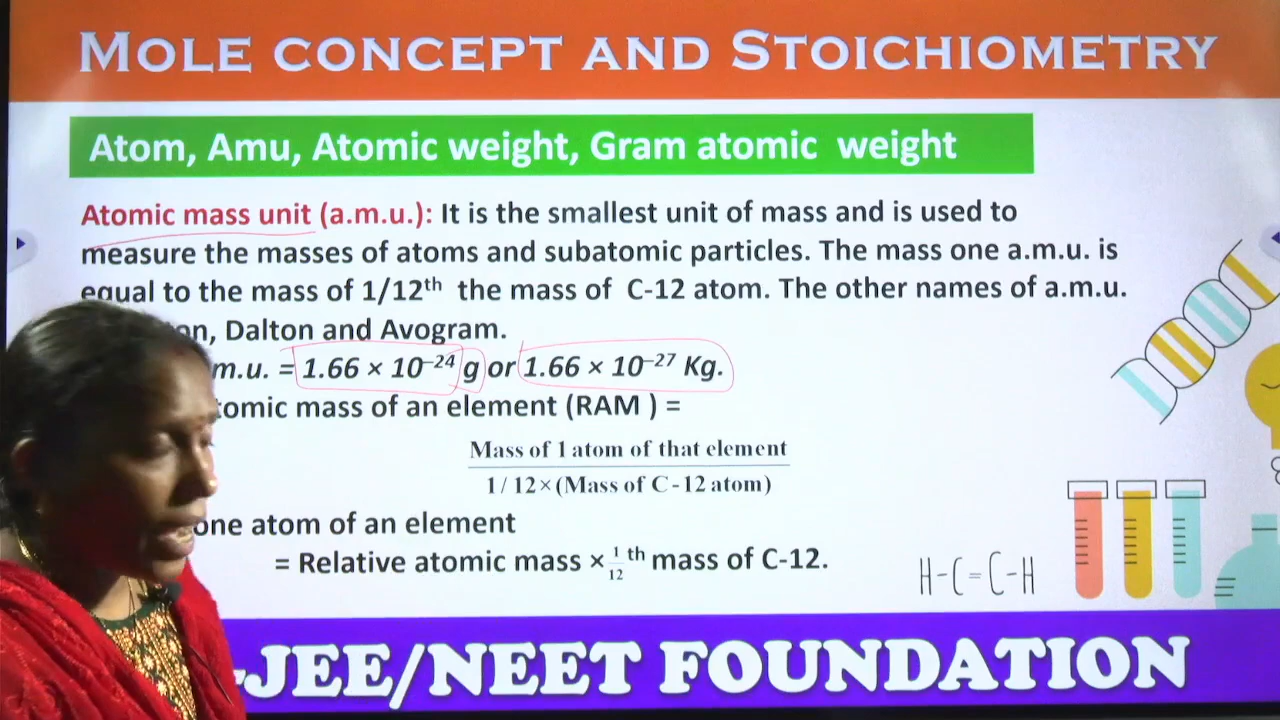 MOLE CONCEPT AND STOICHIOMETRY
Atom, Amu, Atomic weight, Gram atomic weight
Atomic mass unit (a.m.u.): It is the smallest unit of mass and is used to
measure the masses of atoms and subatomic particles. The mass one a.m.u. is
equal to the mass of 1/12th the mass of C-12 atom. The other names of a.m.u.
Dalton and Avogram.
m.u. = 1.66 × 10⁻²⁴ g or 1.66 × 10⁻²⁷ Kg.
tomic mass of an element (RAM ) =
Mass of 1 atom of that element
1/12×(Mass of C-12 atom)
one atom of an element
= Relative atomic mass × 1/12 th mass of C-12.
H-C=C-H
-JEE/NEET FOUNDATION